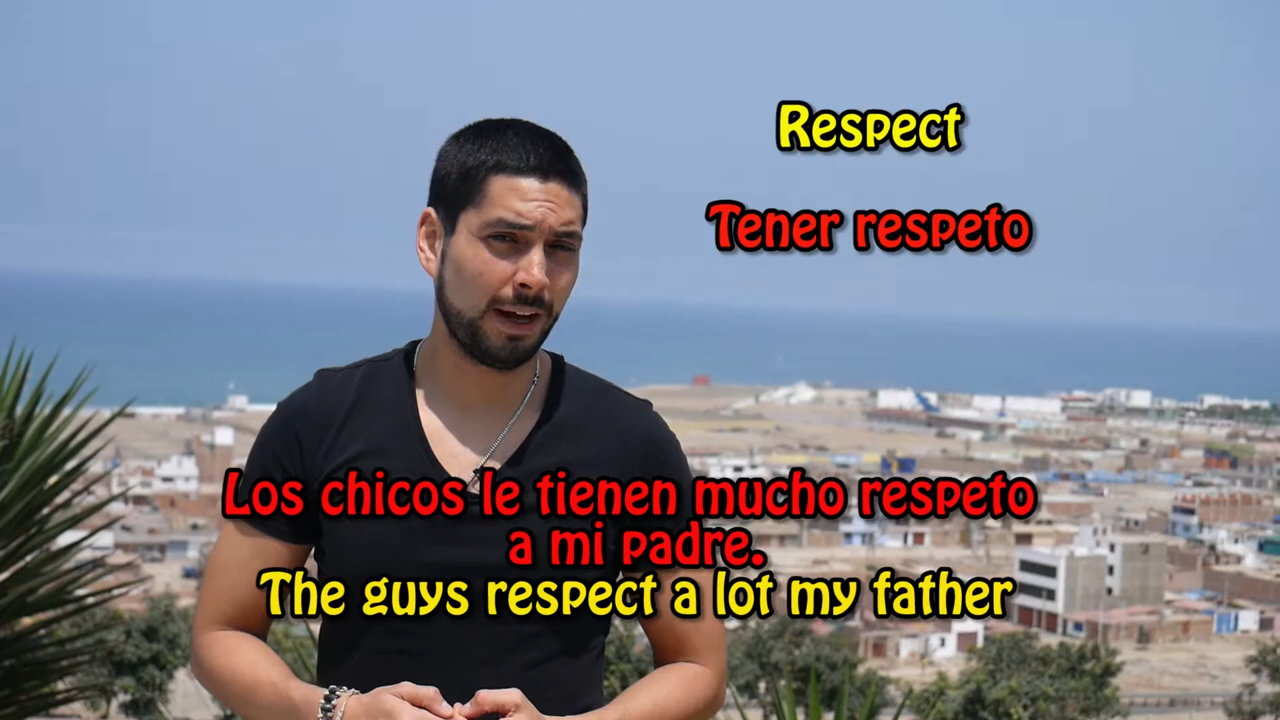 Respect
Tener respeto
Los chicos le tienen mucho respeto
a mi padre.
The guys respect a lot my father